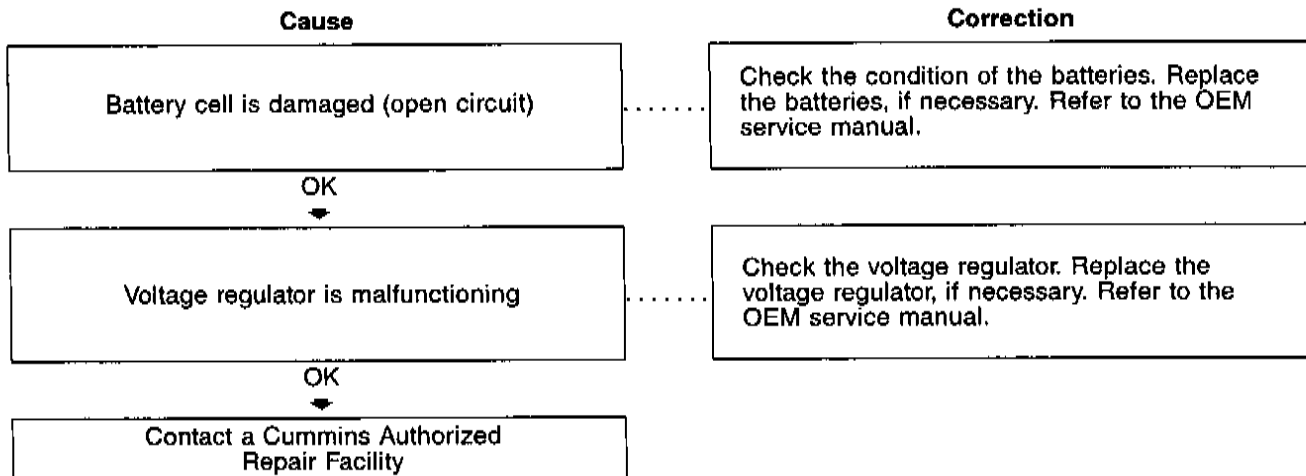 Cause
Correction
Battery cell is damaged (open circuit)
Check the condition of the batteries. Replace
the batteries, if necessary. Refer to the OEM
service manual.
OK
Voltage regulator is malfunctioning
Check the voltage regulator. Replace the
voltage regulator, if necessary. Refer to the
OEM service manual.
OK
Contact a Cummins Authorized
Repair Facility